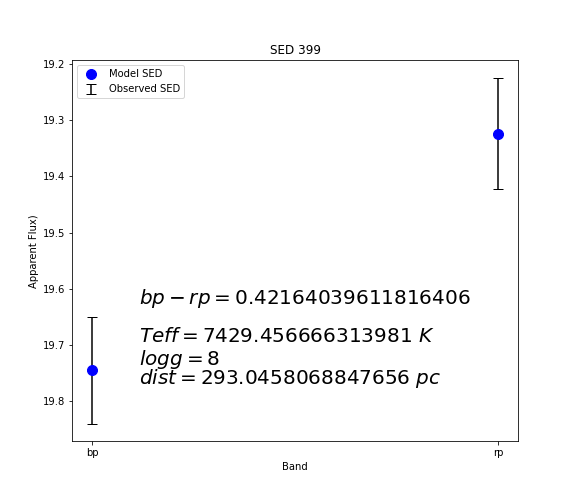 SED 399
Model SED
Observed SED
19.2
19.3
19.4
19.5
19.6
19.7
19.8
Apparent Flux)
bp − rp = 0.42164039611816406
Teff = 7429.456666313981 K
logg = 8
dist = 293.0458068847656 pc
bp
rp
Band